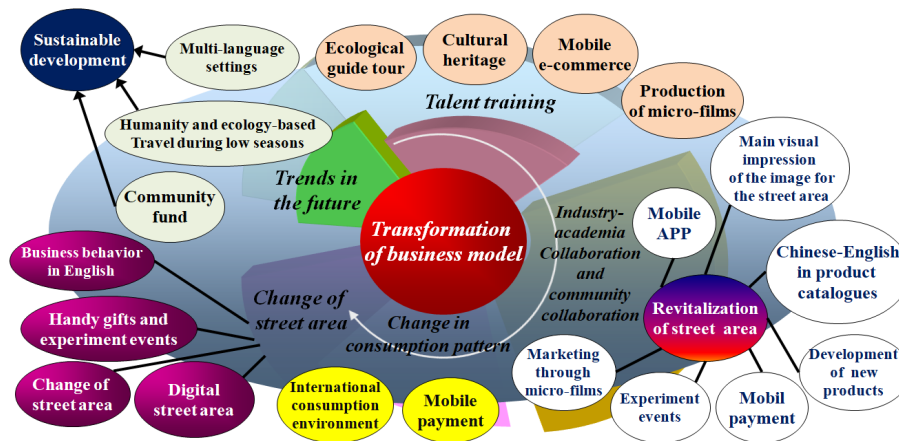 Sustainable
development
Multi-language
settings
Ecological
guide tour
Cultural
heritage
Mobile
e-commerce
Production
of micro-films
Talent training
Humanity and ecology-based
Travel during low seasons
Community
fund
Trends in
the future
Transformation
of business model
Main visual
impression
of the image for
the street area
Industry-
academia
Collaboration
and
community
collaboration
Mobile
APP
Chinese-English
in product
catalogues
Revitalization
of street area
Business behavior
in English
Handy gifts and
experiment events
Change of
street area
Digital
street area
Change of
street area
Change in
consumption pattern
International
consumption
environment
Mobile
payment
Marketing
through
micro-films
Experiment
events
Mobil
payment
Development
of new
products